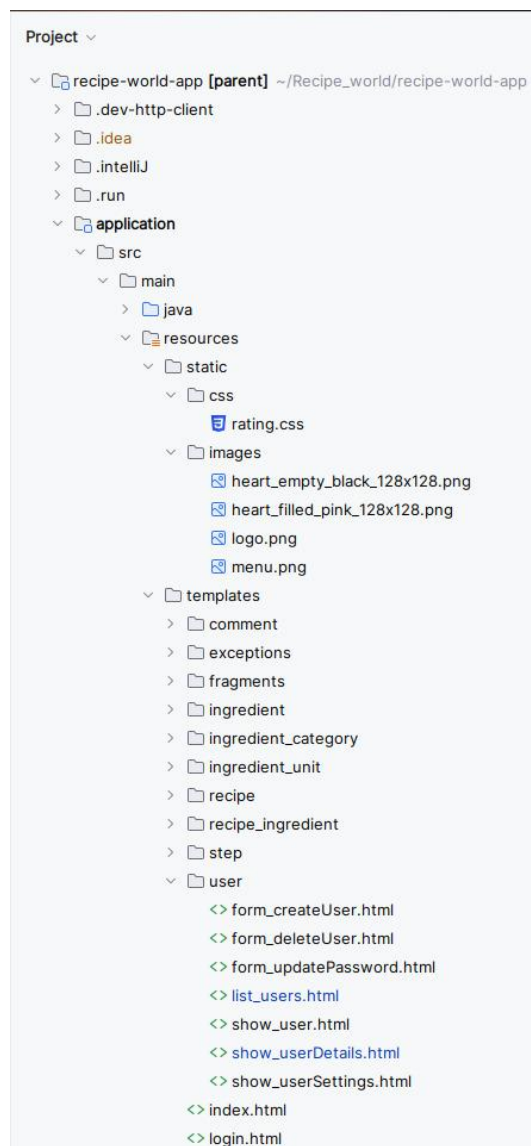 Project
recipe-world-app [parent] ~/Recipe_world/recipe-world-app
.dev-http-client
.idea
.intelliJ
.run
application
src
main
java
resources
static
css
rating.css
images
heart_empty_black_128x128.png
heart_filled_pink_128x128.png
logo.png
menu.png
templates
comment
exceptions
fragments
ingredient
ingredient_category
ingredient_unit
recipe
recipe_ingredient
step
user
form_createUser.html
form_deleteUser.html
form_updatePassword.html
list_users.html
show_user.html
show_userDetails.html
show_userSettings.html
index.html
login.html